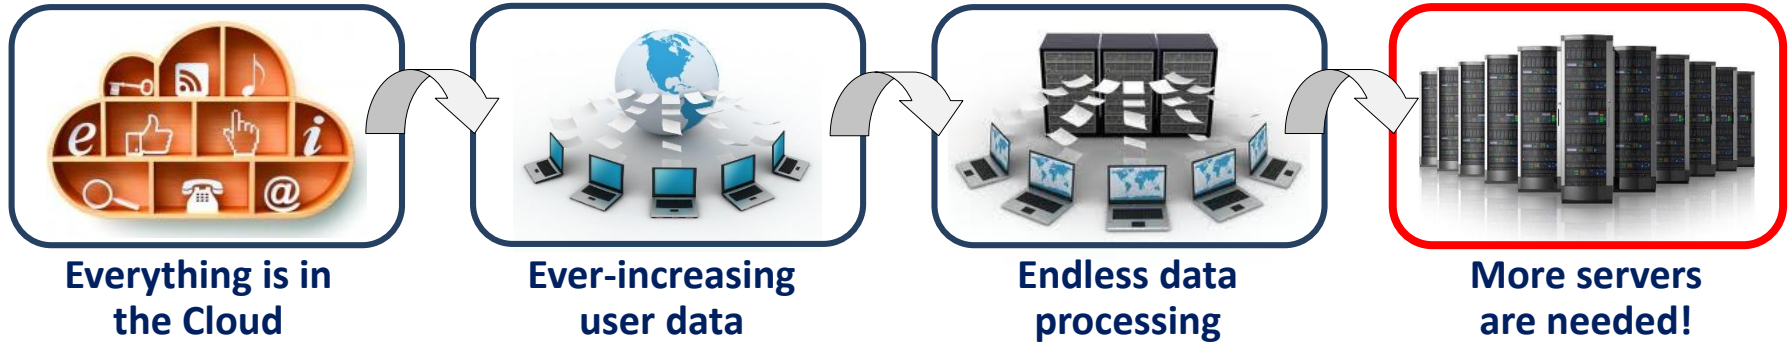 e
i
@
Everything is in
the Cloud
Ever-increasing
user data
Endless data
processing
More servers
are needed!